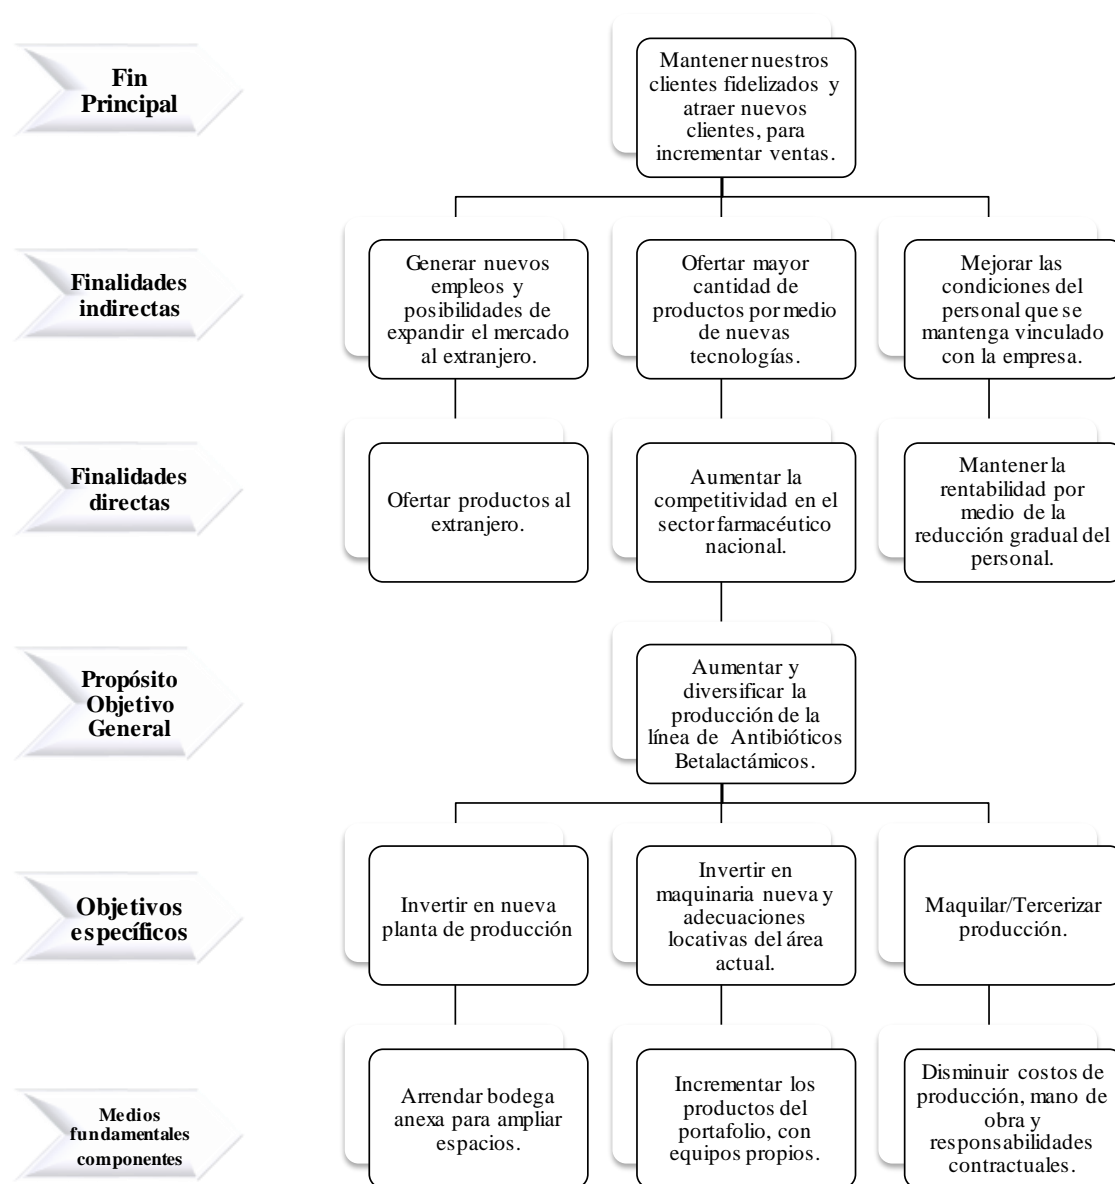 Fin
Principal
Mantener nuestros
clientes fidelizados y
atraer nuevos
clientes, para
incrementar ventas.
Finalidades
indirectas
Generar nuevos
empleos y
posibilidades de
expandir el mercado
al extranjero.
Ofertar mayor
cantidad de
productos por medio
de nuevas
tecnologías.
Mejorar las
condiciones del
personal que se
mantenga vinculado
con la empresa.
Finalidades
directas
Ofertar productos al
extranjero.
Aumentar la
competitividad en el
sector farmacéutico
nacional.
Mantener la
rentabilidad por
medio de la
reducción gradual del
personal.
Propósito
Objetivo
General
Aumentar y
diversificar la
producción de la
línea de Antibióticos
Betalactámicos.
Objetivos
específicos
Invertir en nueva
planta de producción
Invertir en
maquinaria nueva y
adecuaciones
locativas del área
actual.
Maquilar/Tercerizar
producción.
Medios
fundamentales
componentes
Arrendar bodega
anexa para ampliar
espacios.
Incrementar los
productos del
portafolio, con
equipos propios.
Disminuir costos de
producción, mano de
obra y
responsabilidades
contractuales.